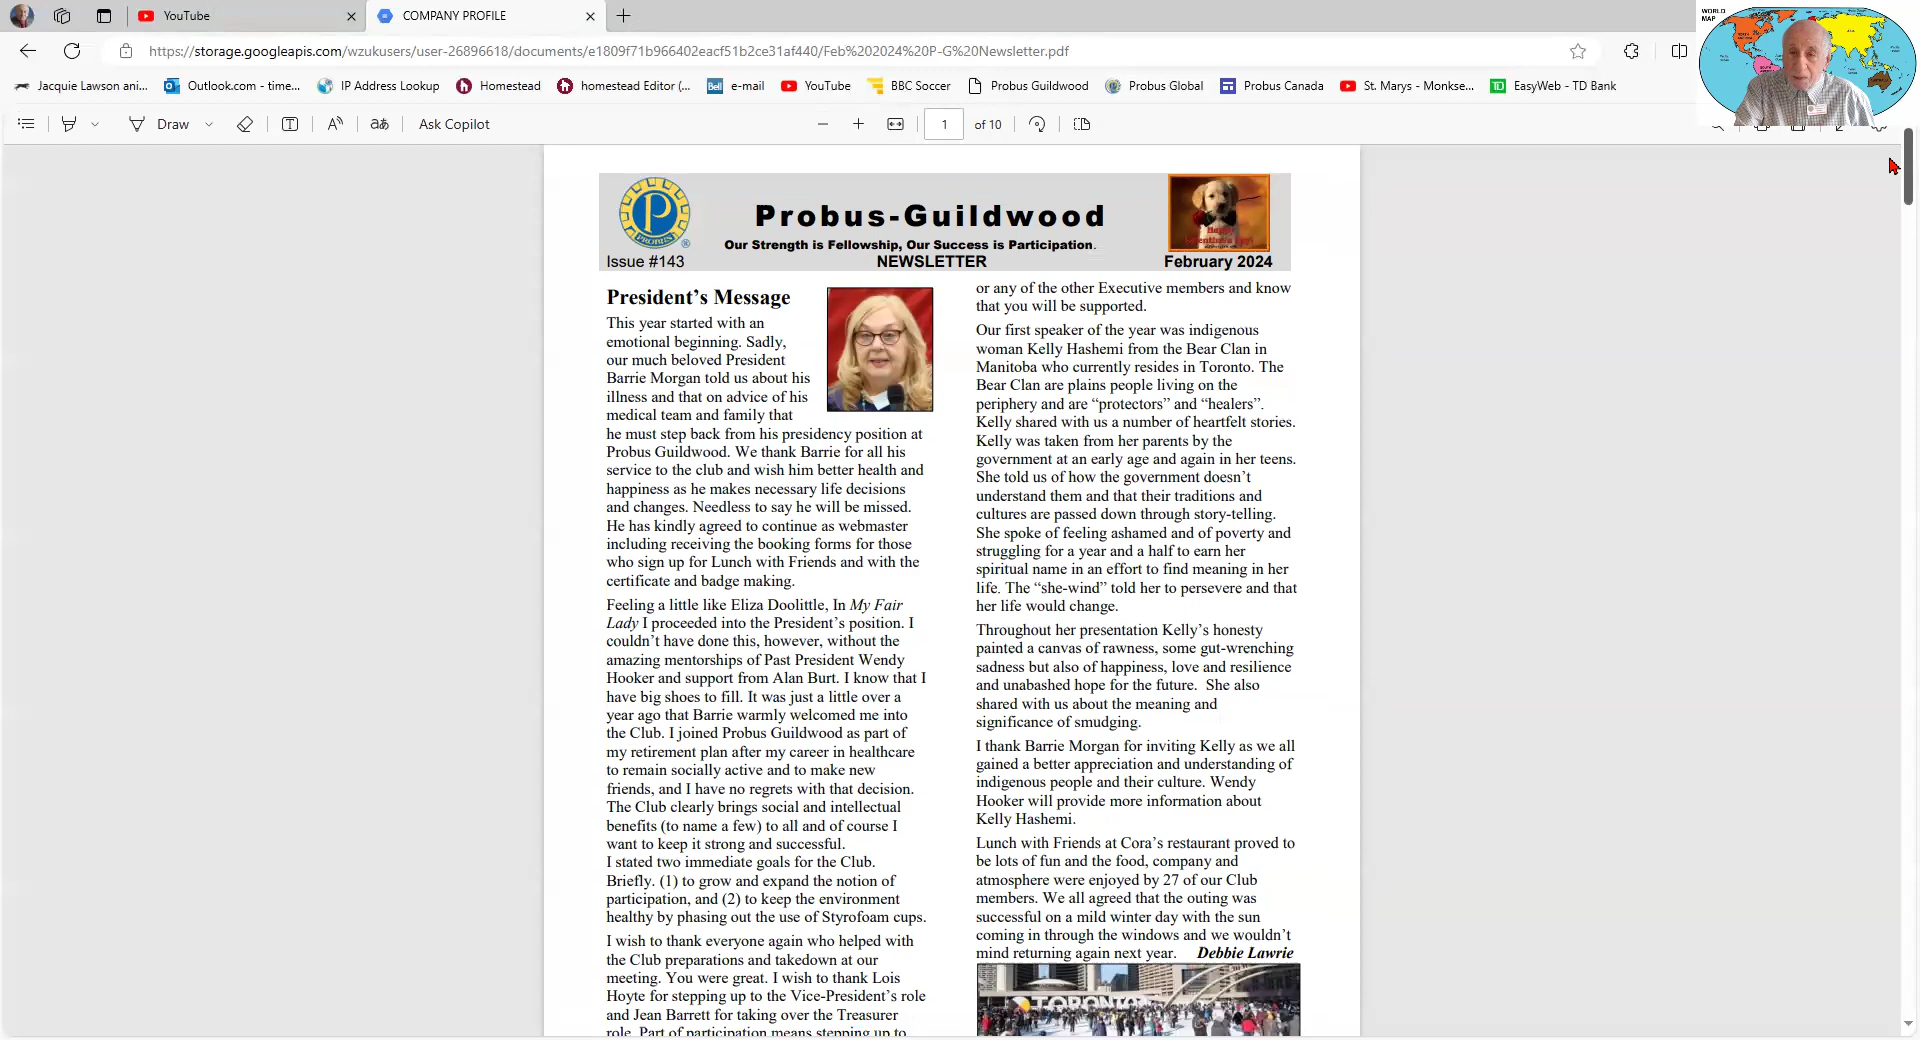 YouTube
COMPANY PROFILE
WORLD
MAP
https://storage.googleapis.com/wzukusers/user-26896618/documents/e1809f71b966402eacf51b2ce31af440/Feb%202024%20P-G%20Newsletter.pdf
Jacquie Lawson ani...
Outlook.com - time...
IP Address Lookup
Homestead
homestead Editor (...
Bell
e-mail
YouTube
BBC Soccer
Probus Guildwood
Probus Global
Probus Canada
St. Marys - Monkse...
TD
EasyWeb - TD Bank
Draw
Ask Copilot
1
of 10
PROBUS
Probus-Guildwood
Our Strength is Fellowship, Our Success is Participation.
Issue #143
NEWSLETTER
February 2024
President's Message
This year started with an
emotional beginning. Sadly,
our much beloved President
Barrie Morgan told us about his
illness and that on advice of his
medical team and family that
he must step back from his presidency position at
Probus Guildwood. We thank Barrie for all his
service to the club and wish him better health and
happiness as he makes necessary life decisions
and changes. Needless to say he will be missed.
He has kindly agreed to continue as webmaster
including receiving the booking forms for those
who sign up for Lunch with Friends and with the
certificate and badge making.
Feeling a little like Eliza Doolittle, In My Fair
Lady I proceeded into the President's position. I
couldn't have done this, however, without the
amazing mentorships of Past President Wendy
Hooker and support from Alan Burt. I know that I
have big shoes to fill. It was just a little over a
year ago that Barrie warmly welcomed me into
the Club. I joined Probus Guildwood as part of
my retirement plan after my career in healthcare
to remain socially active and to make new
friends, and I have no regrets with that decision.
The Club clearly brings social and intellectual
benefits (to name a few) to all and of course I
want to keep it strong and successful.
I stated two immediate goals for the Club.
Briefly. (1) to grow and expand the notion of
participation, and (2) to keep the environment
healthy by phasing out the use of Styrofoam cups.
I wish to thank everyone again who helped with
the Club preparations and takedown at our
meeting. You were great. I wish to thank Lois
Hoyte for stepping up to the Vice-President's role
and Jean Barrett for taking over the Treasurer
role. Part of participation means stepping up to
or any of the other Executive members and know
that you will be supported.
Our first speaker of the year was indigenous
woman Kelly Hashemi from the Bear Clan in
Manitoba who currently resides in Toronto. The
Bear Clan are plains people living on the
periphery and are “protectors” and “healers”.
Kelly shared with us a number of heartfelt stories.
Kelly was taken from her parents by the
government at an early age and again in her teens.
She told us of how the government doesn't
understand them and that their traditions and
cultures are passed down through story-telling.
She spoke of feeling ashamed and of poverty and
struggling for a year and a half to earn her
spiritual name in an effort to find meaning in her
life. The “she-wind” told her to persevere and that
her life would change.
Throughout her presentation Kelly's honesty
painted a canvas of rawness, some gut-wrenching
sadness but also of happiness, love and resilience
and unabashed hope for the future. She also
shared with us about the meaning and
significance of smudging.
I thank Barrie Morgan for inviting Kelly as we all
gained a better appreciation and understanding of
indigenous people and their culture. Wendy
Hooker will provide more information about
Kelly Hashemi.
Lunch with Friends at Cora's restaurant proved to
be lots of fun and the food, company and
atmosphere were enjoyed by 27 of our Club
members. We all agreed that the outing was
successful on a mild winter day with the sun
coming in through the windows and we wouldn't
mind returning again next year. Debbie Lawrie
TORONTO